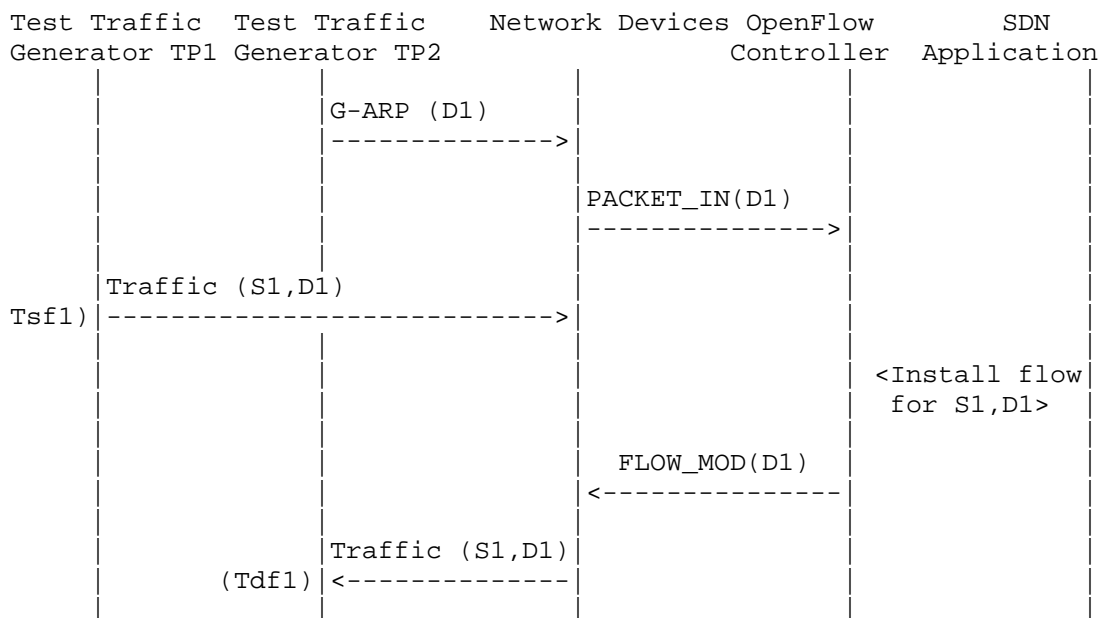 Test Traffic Test Traffic Network Devices OpenFlow SDN
Generator TP1 Generator TP2 Controller Application
G-ARP (D1)
PACKET_IN(D1)
Traffic (S1,D1)
Tsf1)
<Install flow
for S1,D1>
FLOW_MOD(D1)
Traffic (S1,D1)
(Tdf1)